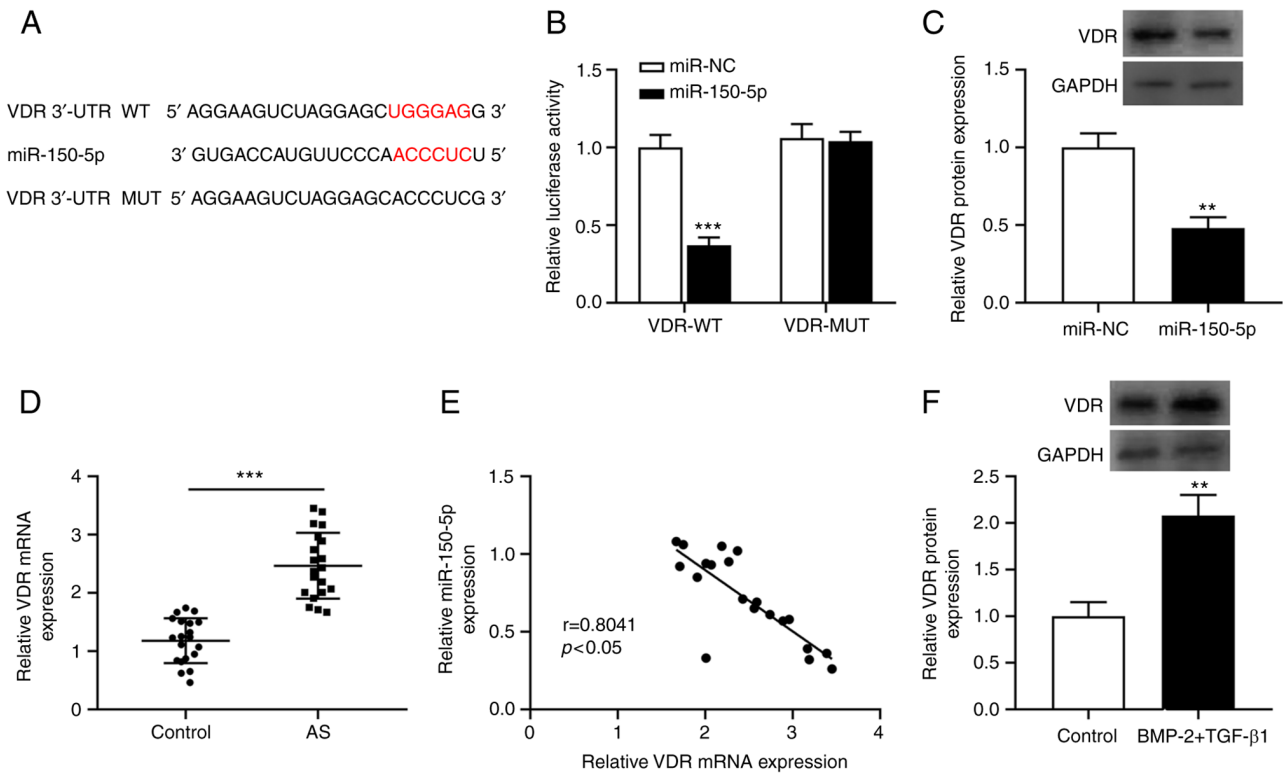 A
VDR 3′-UTR WT 5′ AGGAAGUCUAGGAGCUGGGAGG 3′
miR-150-5p 3′ GUGACCAUGUUCCCAACCCUCU 5′
VDR 3′-UTR MUT 5′ AGGAAGUCUAGGAGCACCCUCG 3′
B
miR-NC
miR-150-5p
Relative luciferase activity
1.5
1.0
0.5
0.0
***
VDR-WT
VDR-MUT
C
VDR
GAPDH
Relative VDR protein expression
1.5
1.0
0.5
0.0
**
miR-NC
miR-150-5p
D
Relative VDR mRNA
expression
4
3
2
1
0
***
Control
AS
E
Relative miR-150-5p
expression
1.5
1.0
0.5
0.0
r=0.8041
p<0.05
0 1 2 3 4
Relative VDR mRNA expression
F
VDR
GAPDH
Relative VDR protein
expression
2.5
2.0
1.5
1.0
0.5
0.0
**
Control
BMP-2+TGF-β1